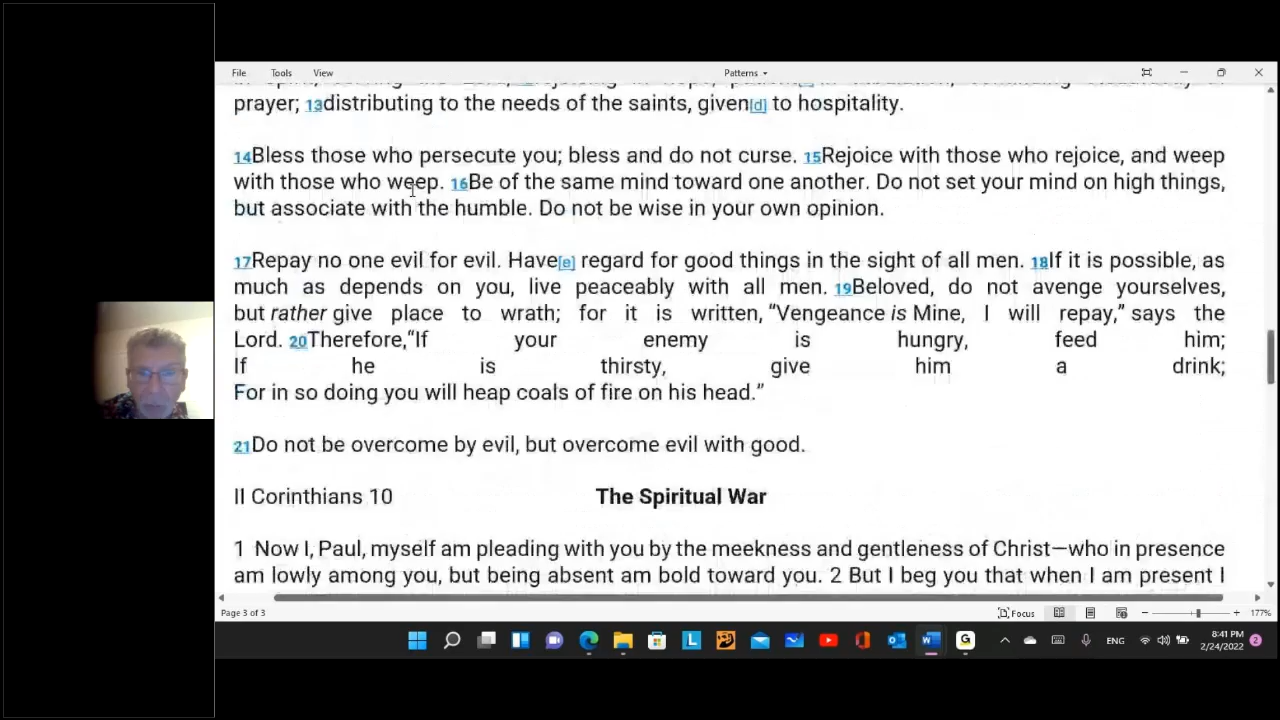 File Tools View Patterns
prayer; 13distributing to the needs of the saints, given[d] to hospitality.
14Bless those who persecute you; bless and do not curse. 15Rejoice with those who rejoice, and weep
with those who weep. 16Be of the same mind toward one another. Do not set your mind on high things,
but associate with the humble. Do not be wise in your own opinion.
17Repay no one evil for evil. Have[e] regard for good things in the sight of all men. 18If it is possible, as
much as depends on you, live peaceably with all men. 19Beloved, do not avenge yourselves,
but rather give place to wrath; for it is written, “Vengeance is Mine, I will repay,” says the
Lord. 20Therefore,“If your enemy is hungry, feed him;
If he is thirsty, give him a drink;
For in so doing you will heap coals of fire on his head.”
21Do not be overcome by evil, but overcome evil with good.
II Corinthians 10 The Spiritual War
1 Now I, Paul, myself am pleading with you by the meekness and gentleness of Christ—who in presence
am lowly among you, but being absent am bold toward you. 2 But I beg you that when I am present I
Page 3 of 3 Focus 177%
L W G ENG 8:41 PM
2/24/2022 2